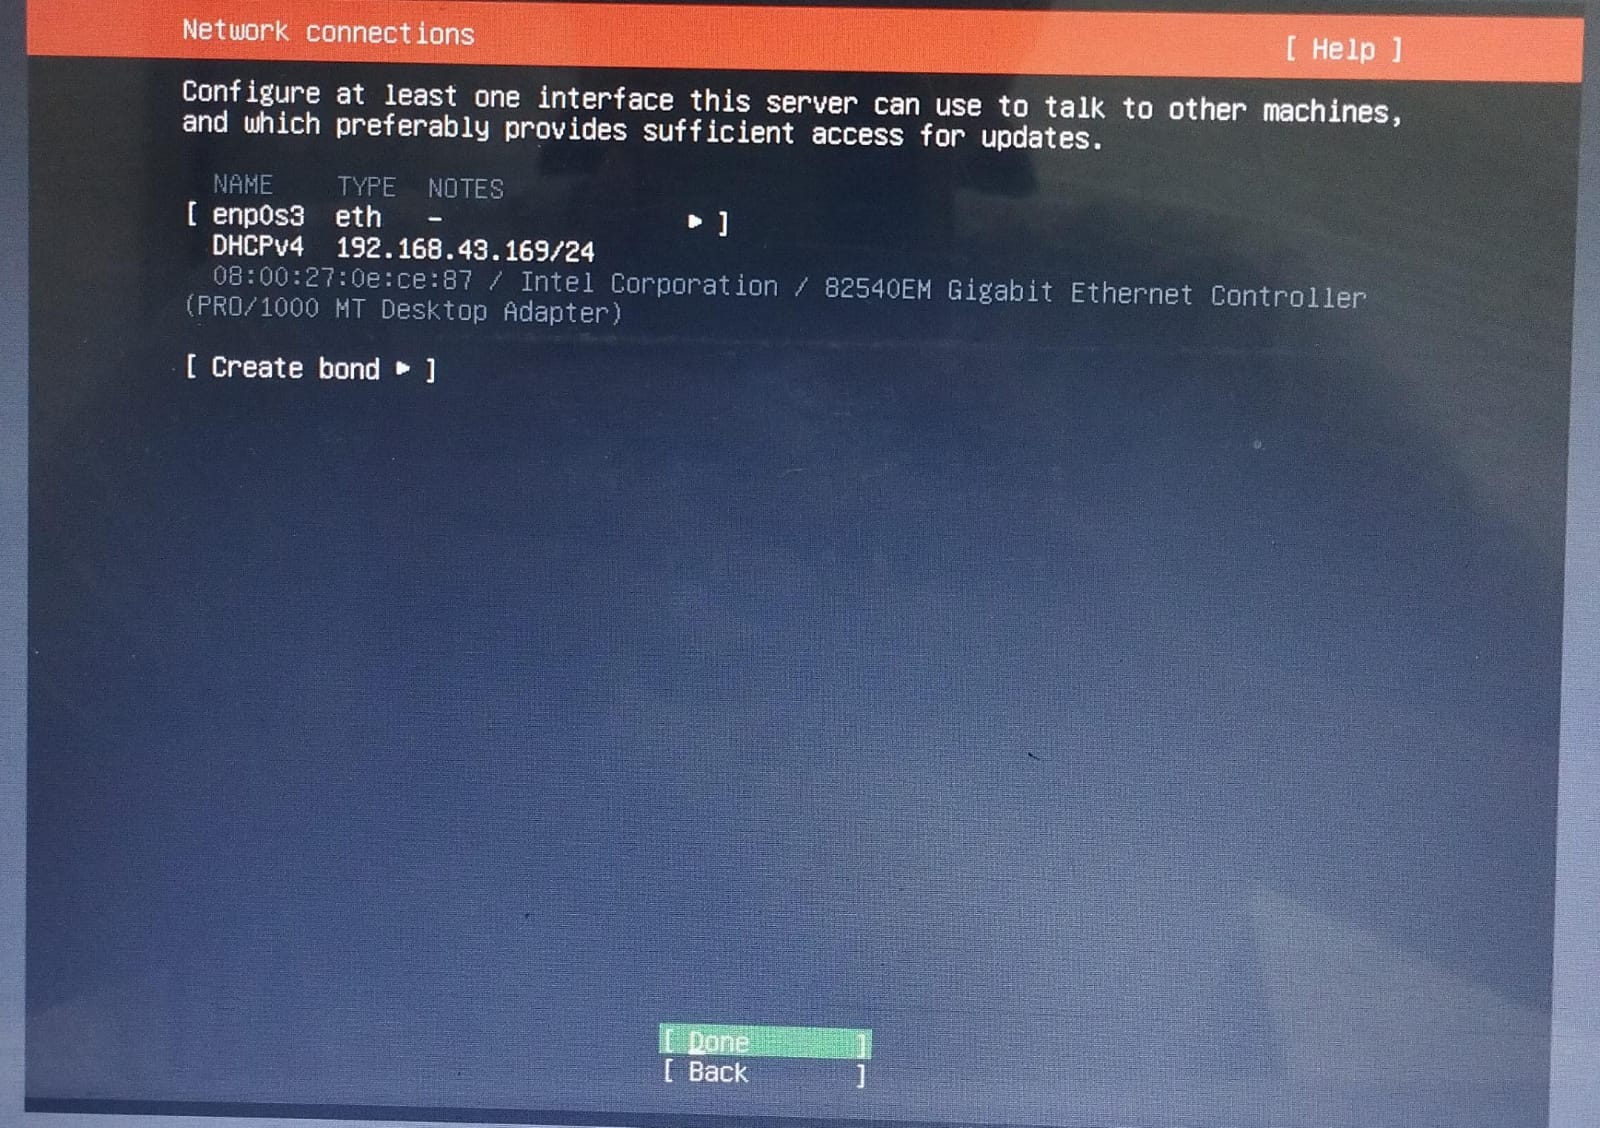 Network connections
[ Help ]
Configure at least one interface this server can use to talk to other machines,
and which preferably provides sufficient access for updates.
NAME TYPE NOTES
[ enp0s3 eth - ▸ ]
DHCPv4 192.168.43.169/24
08:00:27:0e:ce:87 / Intel Corporation / 82540EM Gigabit Ethernet Controller
(PRO/1000 MT Desktop Adapter)
[ Create bond ▸ ]
[ Done ]
[ Back ]